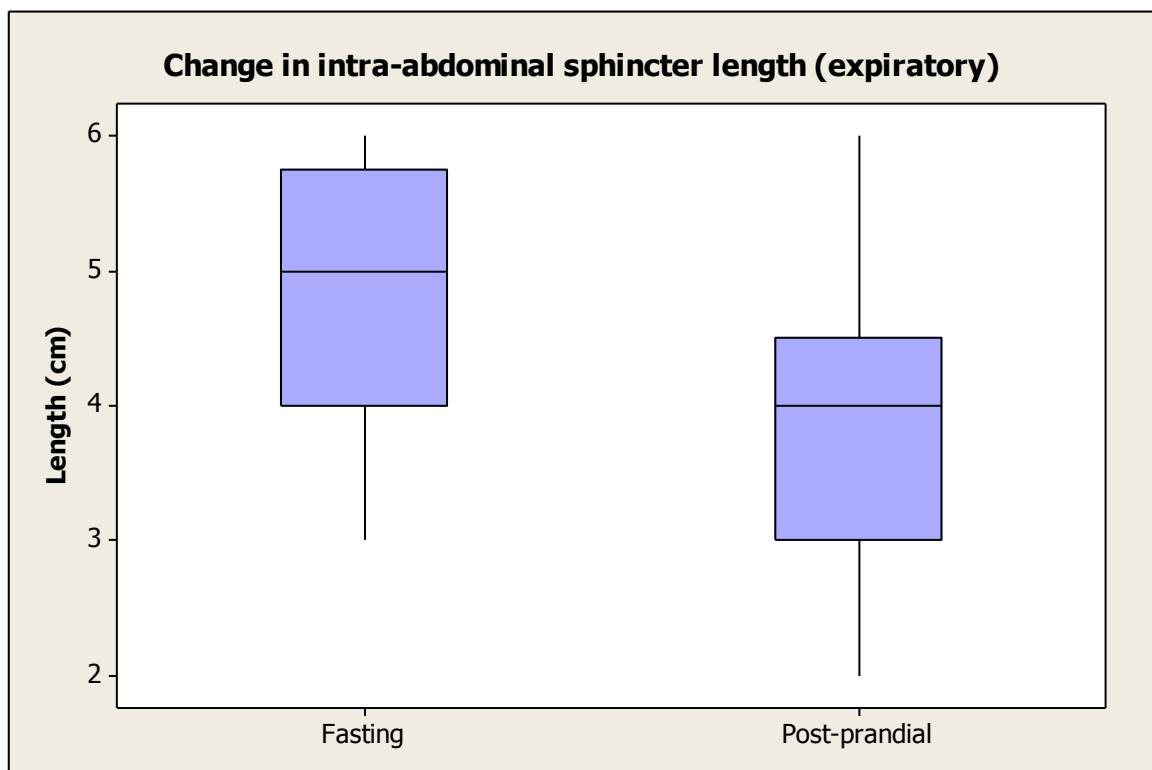 Change in intra-abdominal sphincter length (expiratory)
Length (cm)
6
5
4
3
2
Fasting
Post-prandial